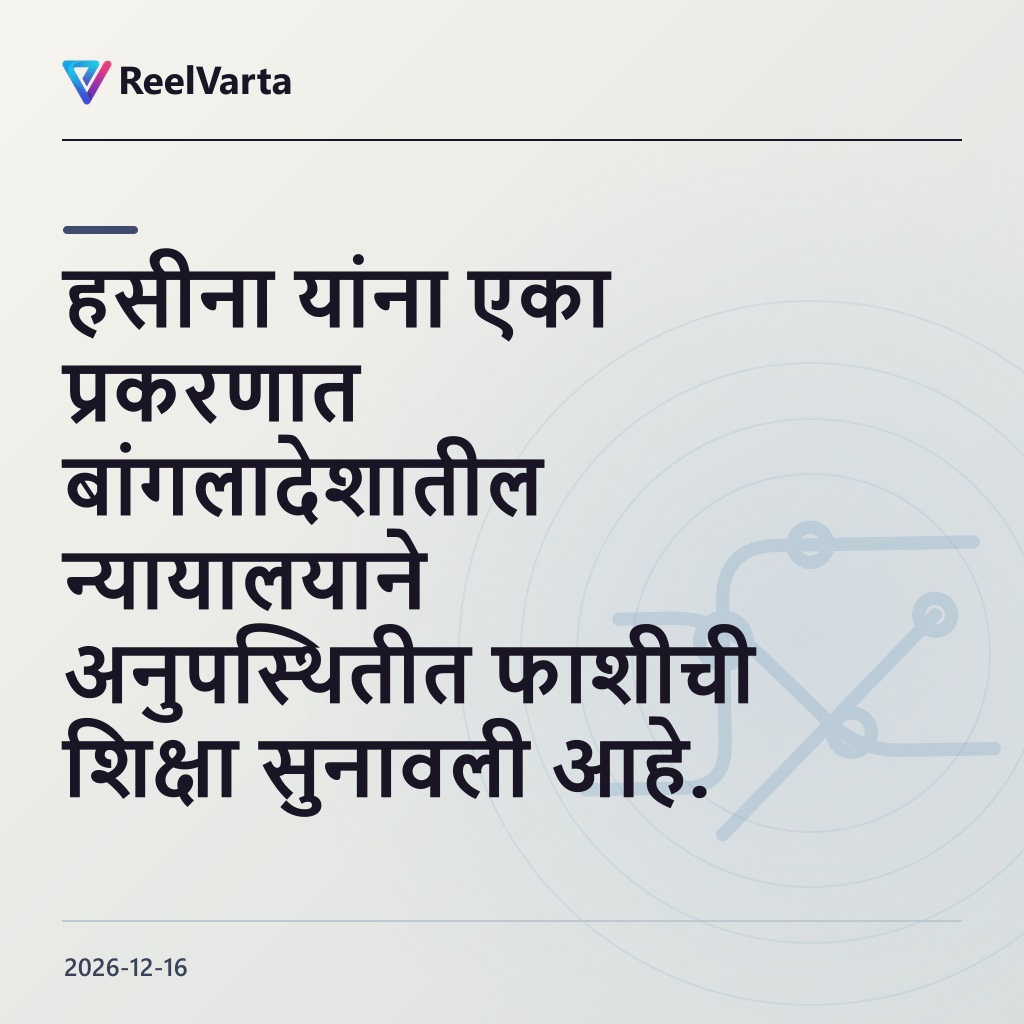 ReelVarta
हसीना यांना एका
प्रकरणात
बांगलादेशातील
न्यायालयाने
अनुपस्थितीत फाशीची
शिक्षा सुनावली आहे.
2026-12-16